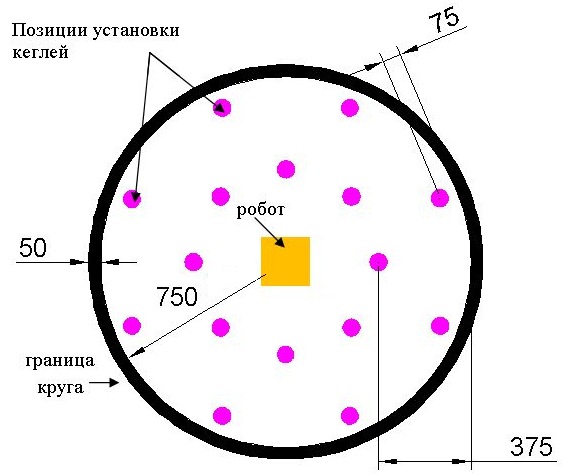 Позиции установки
кеглей
75
робот
50
750
граница
круга
375